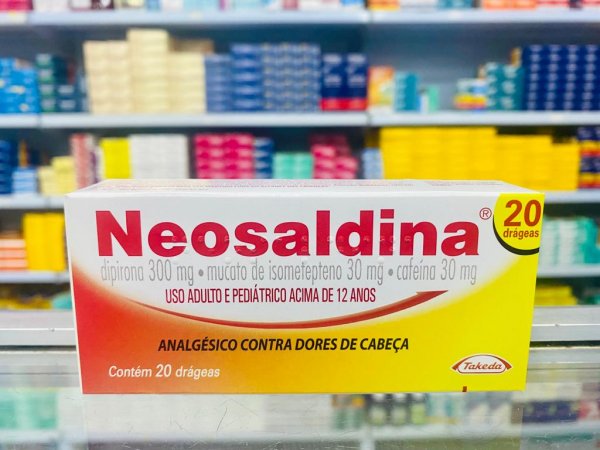 Neosaldina®
20
drágeas
dipirona 300 mg • mucato de isometepteno 30 mg • cafeína 30 mg
USO ADULTO E PEDIÁTRICO ACIMA DE 12 ANOS
ANALGÉSICO CONTRA DORES DE CABEÇA
Contém 20 drágeas
Takeda